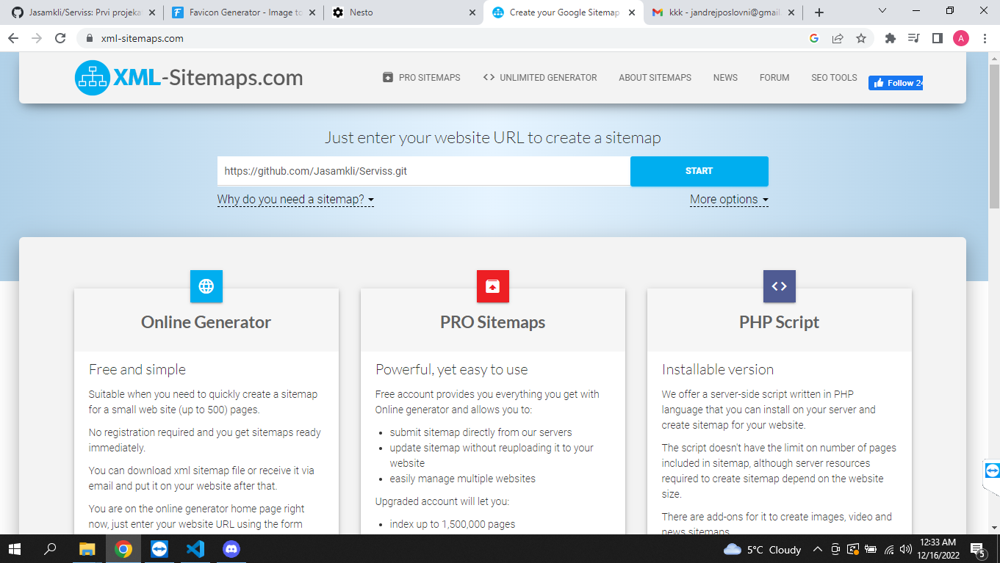 Jasamkli/Serviss: Prvi projeka
Favicon Generator - Image to
Nesto
Create your Google Sitemap
kkk - jandrejposlovni@gmail
xml-sitemaps.com
A
XML-Sitemaps.com
PRO SITEMAPS
UNLIMITED GENERATOR
ABOUT SITEMAPS
NEWS
FORUM
SEO TOOLS
Follow 24
Just enter your website URL to create a sitemap
https://github.com/Jasamkli/Serviss.git
START
Why do you need a sitemap?
More options
Online Generator
Free and simple
Suitable when you need to quickly create a sitemap
for a small web site (up to 500) pages.
No registration required and you get sitemaps ready
immediately.
You can download xml sitemap file or receive it via
email and put it on your website after that.
You are on the online generator home page right
now, just enter your website URL using the form
PRO Sitemaps
Powerful, yet easy to use
Free account provides you everything you get with
Online generator and allows you to:
• submit sitemap directly from our servers
• update sitemap without reuploading it to your
website
• easily manage multiple websites
Upgraded account will let you:
• index up to 1,500,000 pages
PHP Script
Installable version
We offer a server-side script written in PHP
language that you can install on your server and
create sitemap for your website.
The script doesn't have the limit on number of pages
included in sitemap, although server resources
required to create sitemap depend on the website
size.
There are add-ons for it to create images, video and
news sitemaps
5°C Cloudy
12:33 AM
12/16/2022
5